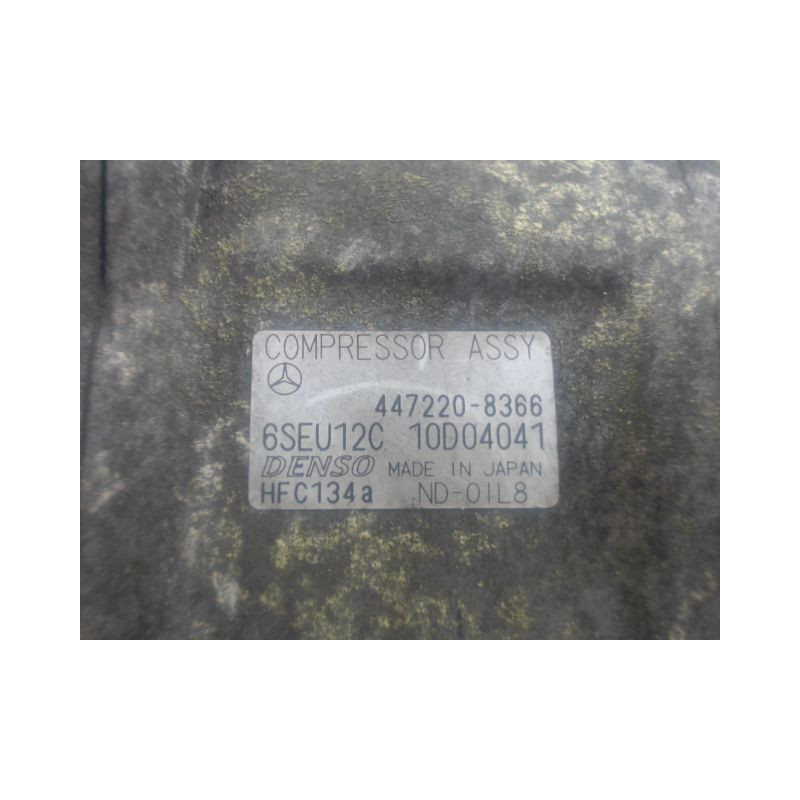 COMPRESSOR ASSY
447220-8366
6SEU12C 10D04041
DENSO MADE IN JAPAN
HFC134a ND-OIL8